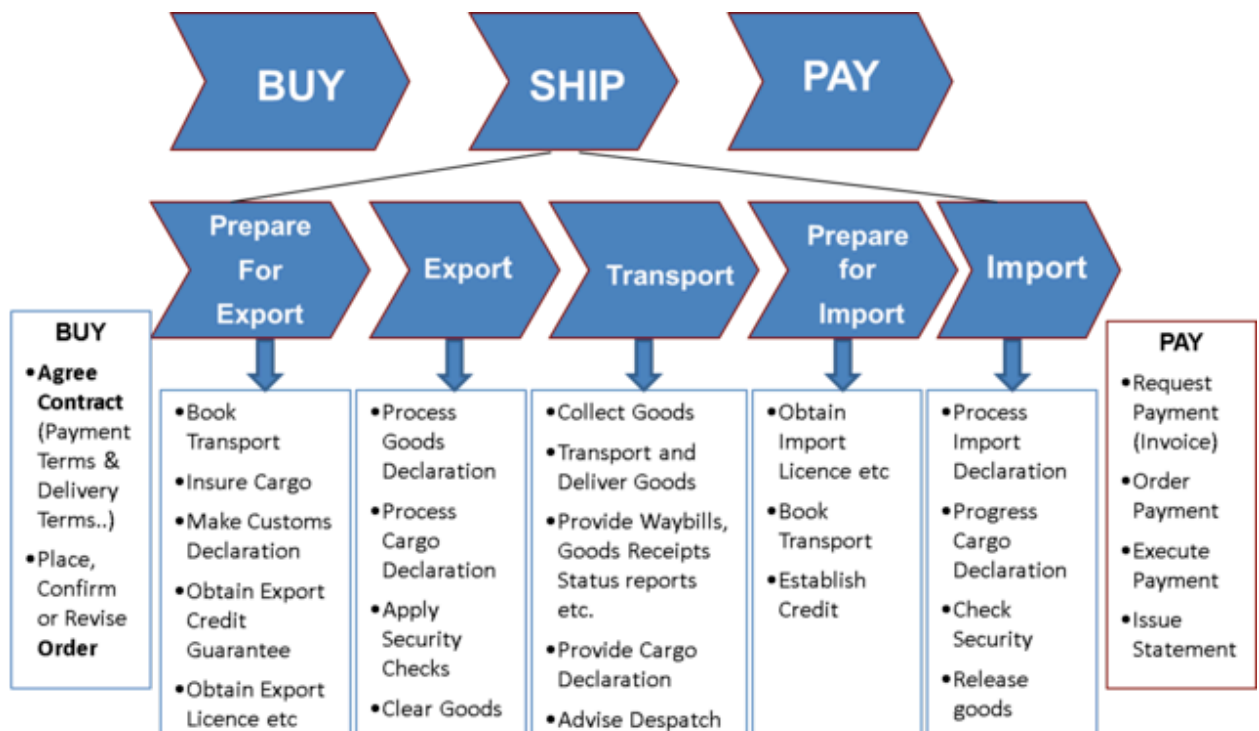 BUY
SHIP
PAY
Prepare
For
Export
Export
Transport
Prepare
for
Import
Import
BUY
•Agree
Contract
(Payment
Terms &
Delivery
Terms..)
•Place,
Confirm
or Revise
Order
•Book
Transport
•Insure Cargo
•Make Customs
Declaration
•Obtain Export
Credit
Guarantee
•Obtain Export
Licence etc
•Process
Goods
Declaration
•Process
Cargo
Declaration
•Apply
Security
Checks
•Clear Goods
•Collect Goods
•Transport and
Deliver Goods
•Provide Waybills,
Goods Receipts
Status reports
etc.
•Provide Cargo
Declaration
•Advise Despatch
•Obtain
Import
Licence etc
•Book
Transport
•Establish
Credit
•Process
Import
Declaration
•Progress
Cargo
Declaration
•Check
Security
•Release
goods
PAY
•Request
Payment
(Invoice)
•Order
Payment
•Execute
Payment
•Issue
Statement